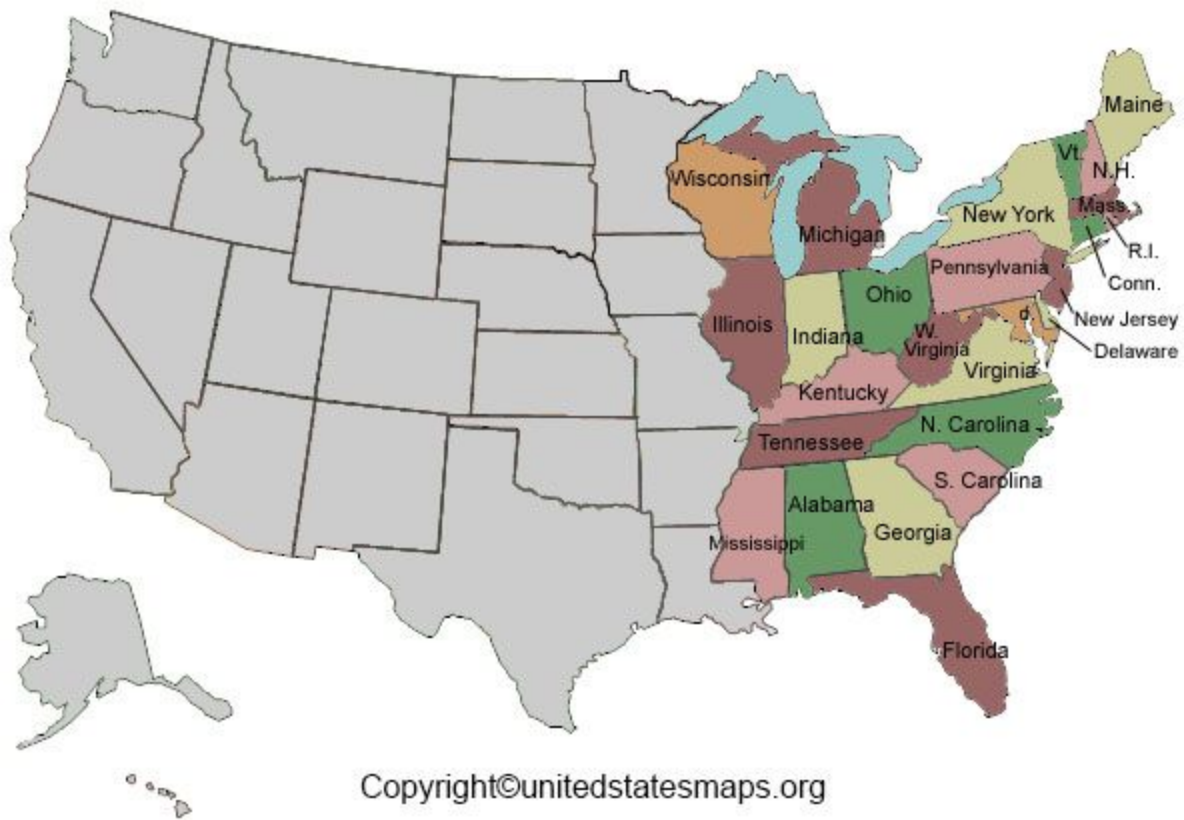 Maine
Vt.
N.H.
Wisconsin
Mass.
New York
Michigan
R.I.
Pennsylvania
Conn.
Ohio
d.
New Jersey
Illinois
Indiana
W.
Virginia
Delaware
Virginia
Kentucky
N. Carolina
Tennessee
S. Carolina
Alabama
Georgia
Mississippi
Florida
Copyright©unitedstatesmaps.org